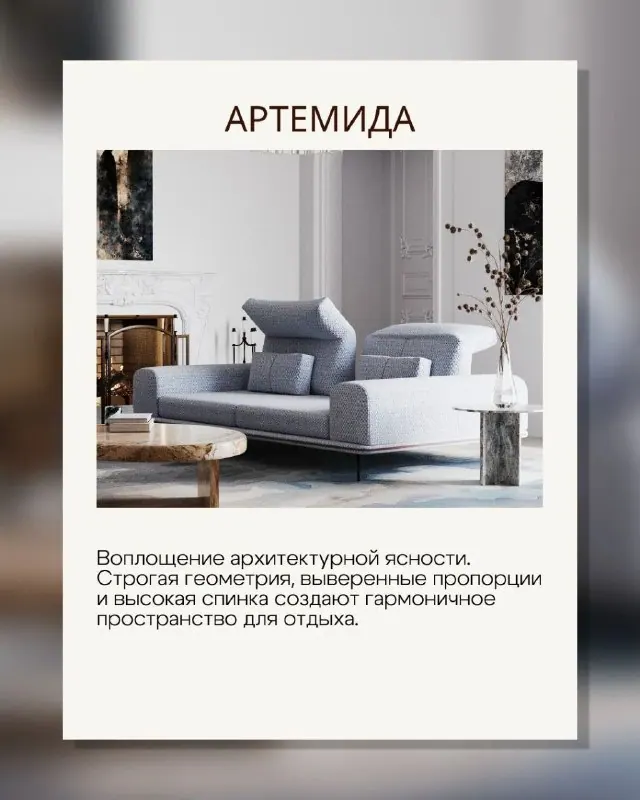 АРТЕМИДА
Воплощение архитектурной ясности.
Строгая геометрия, выверенные пропорции
и высокая спинка создают гармоничное
пространство для отдыха.